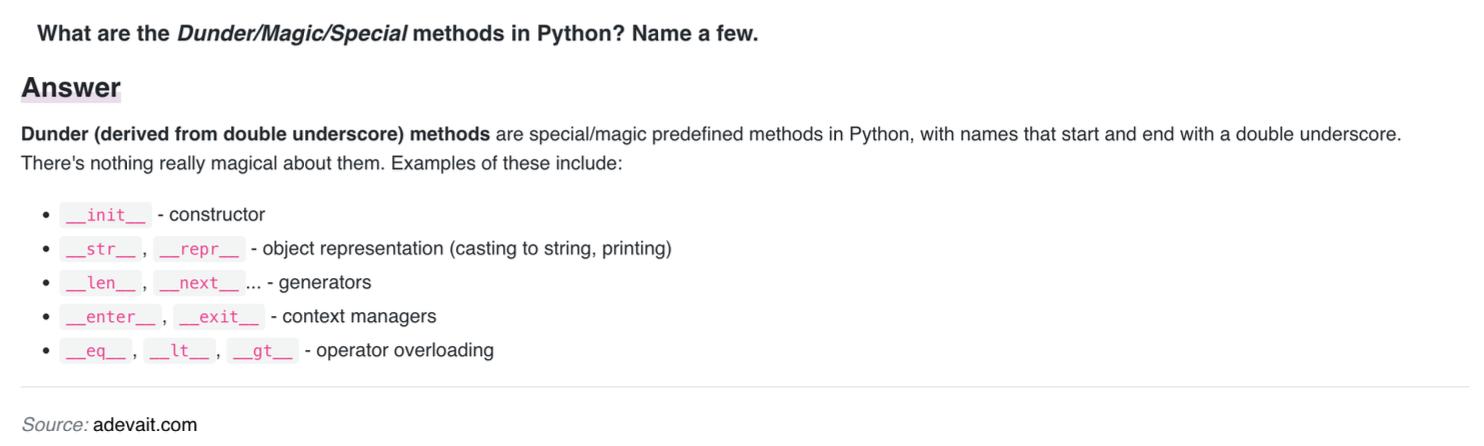 What are the Dunder/Magic/Special methods in Python? Name a few.
Answer
Dunder (derived from double underscore) methods are special/magic predefined methods in Python, with names that start and end with a double underscore.
There's nothing really magical about them. Examples of these include:
• __init__ - constructor
• __str__ , __repr__ - object representation (casting to string, printing)
• __len__ , __next__ ... - generators
• __enter__ , __exit__ - context managers
• __eq__ , __lt__ , __gt__ - operator overloading
Source: adevait.com